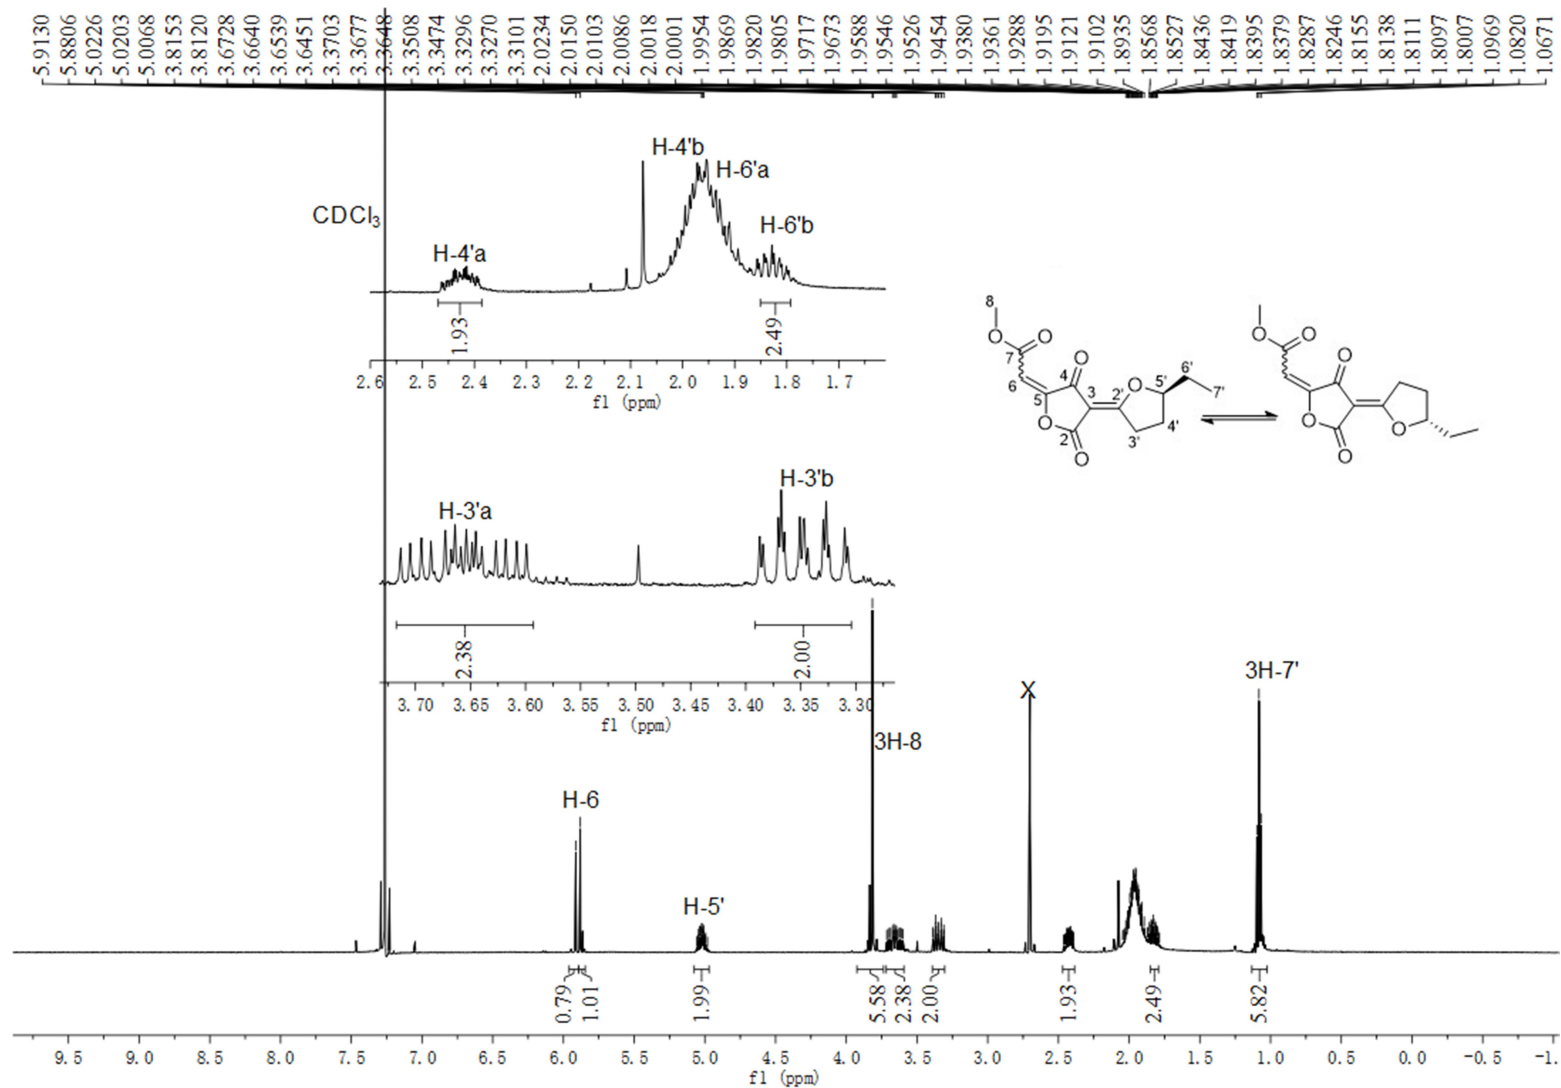 5.9130 5.8806 5.0226 5.0203 5.0068 3.8153 3.8120 3.6728 3.6640 3.6539 3.6451 3.3703 3.3677 3.3648 3.3508 3.3474 3.3296 3.3270 3.3101 2.0234 2.0150 2.0103 2.0086 2.0018 2.0001 1.9954 1.9869 1.9820 1.9805 1.9717 1.9673 1.9588 1.9546 1.9526 1.9454 1.9380 1.9361 1.9288 1.9195 1.9121 1.9102 1.8935 1.8568 1.8527 1.8436 1.8419 1.8395 1.8379 1.8287 1.8246 1.8155 1.8138 1.8111 1.8097 1.8007 1.0969 1.0820 1.0671
H-4'b
H-6'a
CDCl3
H-6'b
H-4'a
1.93
2.49
2.6 2.5 2.4 2.3 2.2 2.1 2.0 1.9 1.8 1.7
f1 (ppm)
8
O
O
7
6
5
4
O
3
2'
O
5'
6'
7'
4'
3'
O
2
O
O
O
O
O
O
O
H-3'b
H-3'a
2.38
2.00
3.70 3.65 3.60 3.55 3.50 3.45 3.40 3.35 3.30
f1 (ppm)
X
3H-7'
3H-8
H-6
H-5'
0.79 1.01 1.99 5.58 2.38 2.00 1.93 2.49 5.82
9.5 9.0 8.5 8.0 7.5 7.0 6.5 6.0 5.5 5.0 4.5 4.0 3.5 3.0 2.5 2.0 1.5 1.0 0.5 0.0 -0.5 -1.
f1 (ppm)